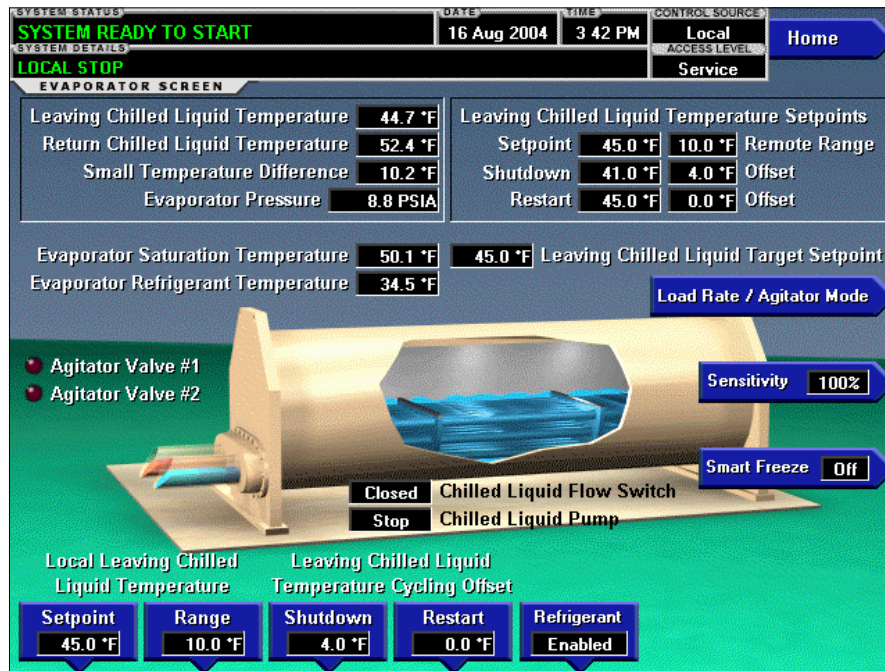 SYSTEM STATUS
SYSTEM READY TO START
DATE
16 Aug 2004
TIME
3 42 PM
CONTROL SOURCE
Local
ACCESS LEVEL
Service
Home
SYSTEM DETAILS
LOCAL STOP
EVAPORATOR SCREEN
Leaving Chilled Liquid Temperature 44.7 °F
Return Chilled Liquid Temperature 52.4 °F
Small Temperature Difference 10.2 °F
Evaporator Pressure 8.8 PSIA
Leaving Chilled Liquid Temperature Setpoints
Setpoint 45.0 °F 10.0 °F Remote Range
Shutdown 41.0 °F 4.0 °F Offset
Restart 45.0 °F 0.0 °F Offset
Evaporator Saturation Temperature 50.1 °F 45.0 °F Leaving Chilled Liquid Target Setpoint
Evaporator Refrigerant Temperature 34.5 °F
Load Rate / Agitator Mode
Agitator Valve #1
Agitator Valve #2
Sensitivity 100%
Smart Freeze Off
Closed Chilled Liquid Flow Switch
Stop Chilled Liquid Pump
Local Leaving Chilled
Liquid Temperature
Leaving Chilled Liquid
Temperature Cycling Offset
Setpoint
45.0 °F
Range
10.0 °F
Shutdown
4.0 °F
Restart
0.0 °F
Refrigerant
Enabled